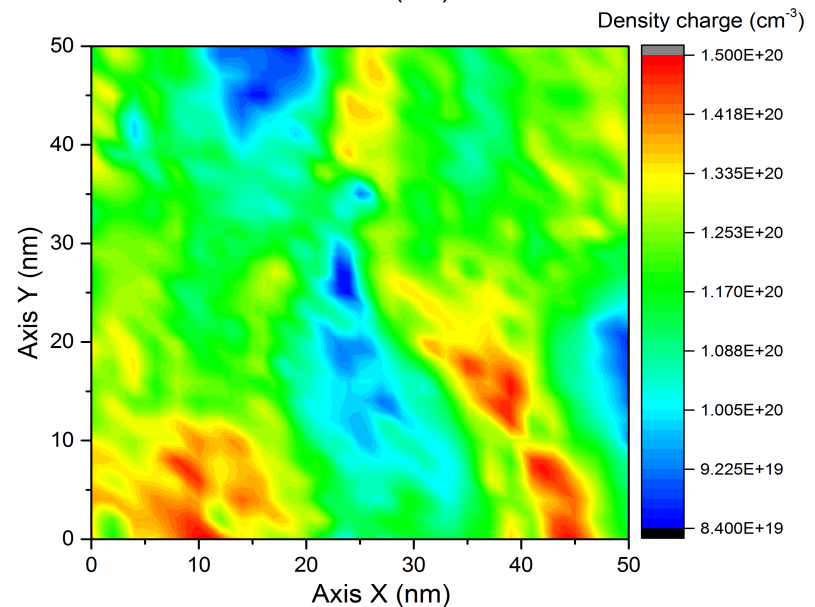 Density charge (cm-3)
50
40
30
20
10
0
Axis Y (nm)
0 10 20 30 40 50
Axis X (nm)
1.500E+20
1.418E+20
1.335E+20
1.253E+20
1.170E+20
1.088E+20
1.005E+20
9.225E+19
8.400E+19